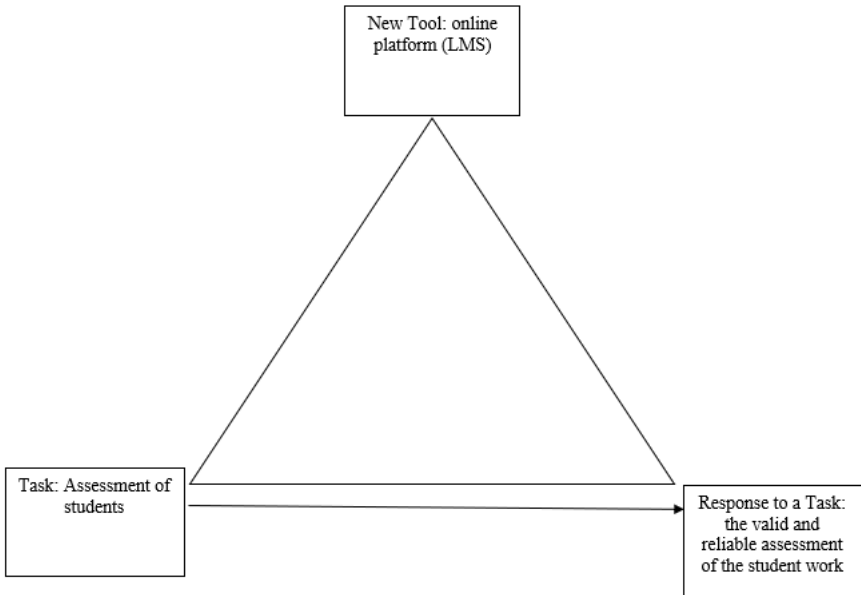 New Tool: online
platform (LMS)
Task: Assessment of
students
Response to a Task:
the valid and
reliable assessment
of the student work